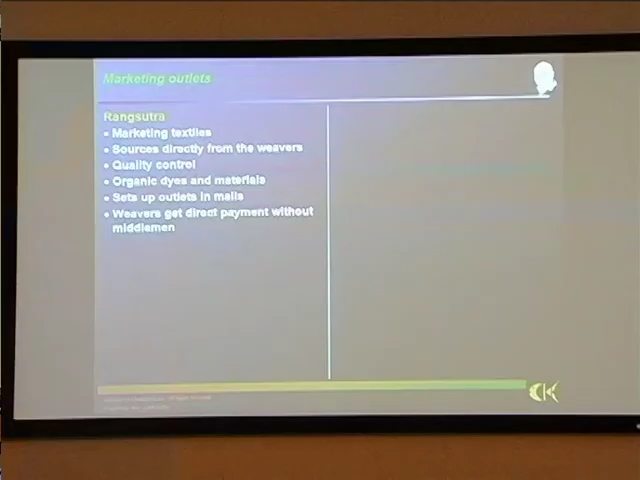 Marketing outlets
Rangsutra
• Marketing textiles
• Sources directly from the weavers
• Quality control
• Organic dyes and materials
• Sets up outlets in malls
• Weavers get direct payment without
middlemen